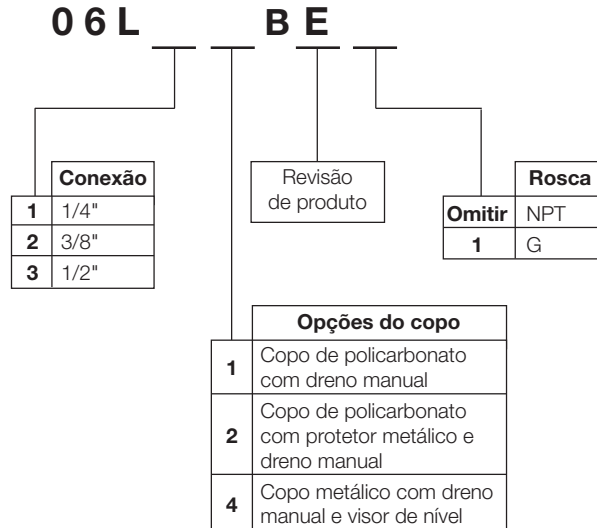 06L B E
Conexão
1 1/4"
2 3/8"
3 1/2"
Revisão
de produto
Rosca
Omitir NPT
1 G
Opções do copo
1 Copo de policarbonato
com dreno manual
2 Copo de policarbonato
com protetor metálico e
dreno manual
4 Copo metálico com dreno
manual e visor de nível